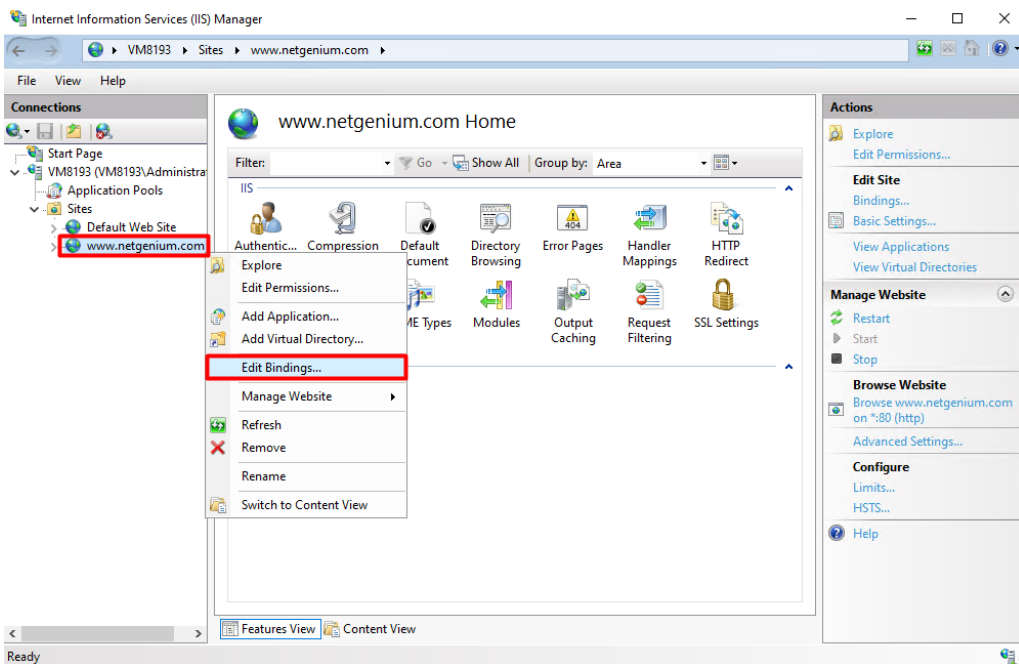 Internet Information Services (IIS) Manager
VM8193 Sites www.netgenium.com
File View Help
Connections
Start Page
VM8193 (VM8193\Administra
Application Pools
Sites
Default Web Site
www.netgenium.com
www.netgenium.com Home
Filter: Go Show All Group by: Area
IIS
Authentic... Compression Default Directory Error Pages Handler HTTP
cument Browsing Mappings Redirect
404
ME Types Modules Output Request SSL Settings
Caching Filtering
Explore
Edit Permissions...
Add Application...
Add Virtual Directory...
Edit Bindings...
Manage Website
Refresh
Remove
Rename
Switch to Content View
Features View Content View
Actions
Explore
Edit Permissions...
Edit Site
Bindings...
Basic Settings...
View Applications
View Virtual Directories
Manage Website
Restart
Start
Stop
Browse Website
Browse www.netgenium.com
on *:80 (http)
Advanced Settings...
Configure
Limits...
HSTS...
Help
Ready